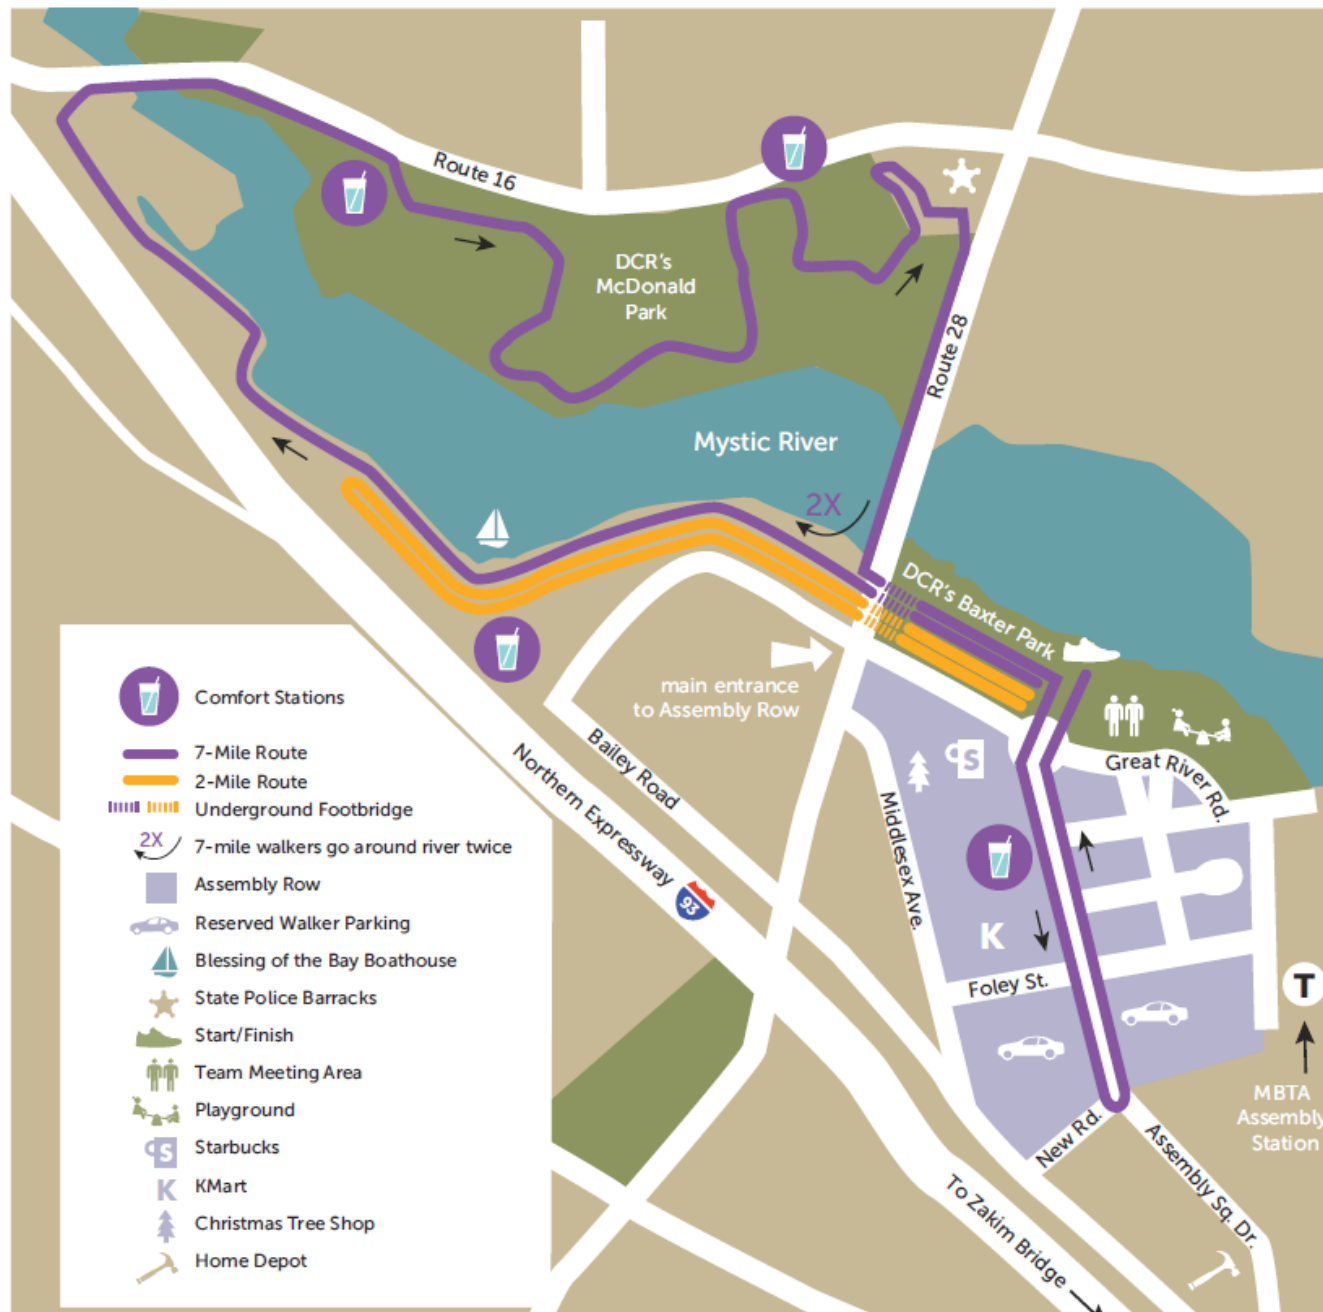 Route 16
DCR's
McDonald
Park
Route 28
Mystic River
2X
DCR's Baxter Park
main entrance
to Assembly Row
S
Great River Rd.
Bailey Road
Northern Expressway
93
Middlesex Ave.
K
Foley St.
T
MBTA
Assembly
Station
New Rd.
Assembly Sq. Dr.
To Zakim Bridge
Comfort Stations
7-Mile Route
2-Mile Route
Underground Footbridge
2X
7-mile walkers go around river twice
Assembly Row
Reserved Walker Parking
Blessing of the Bay Boathouse
State Police Barracks
Start/Finish
Team Meeting Area
Playground
S
Starbucks
K
KMart
Christmas Tree Shop
Home Depot